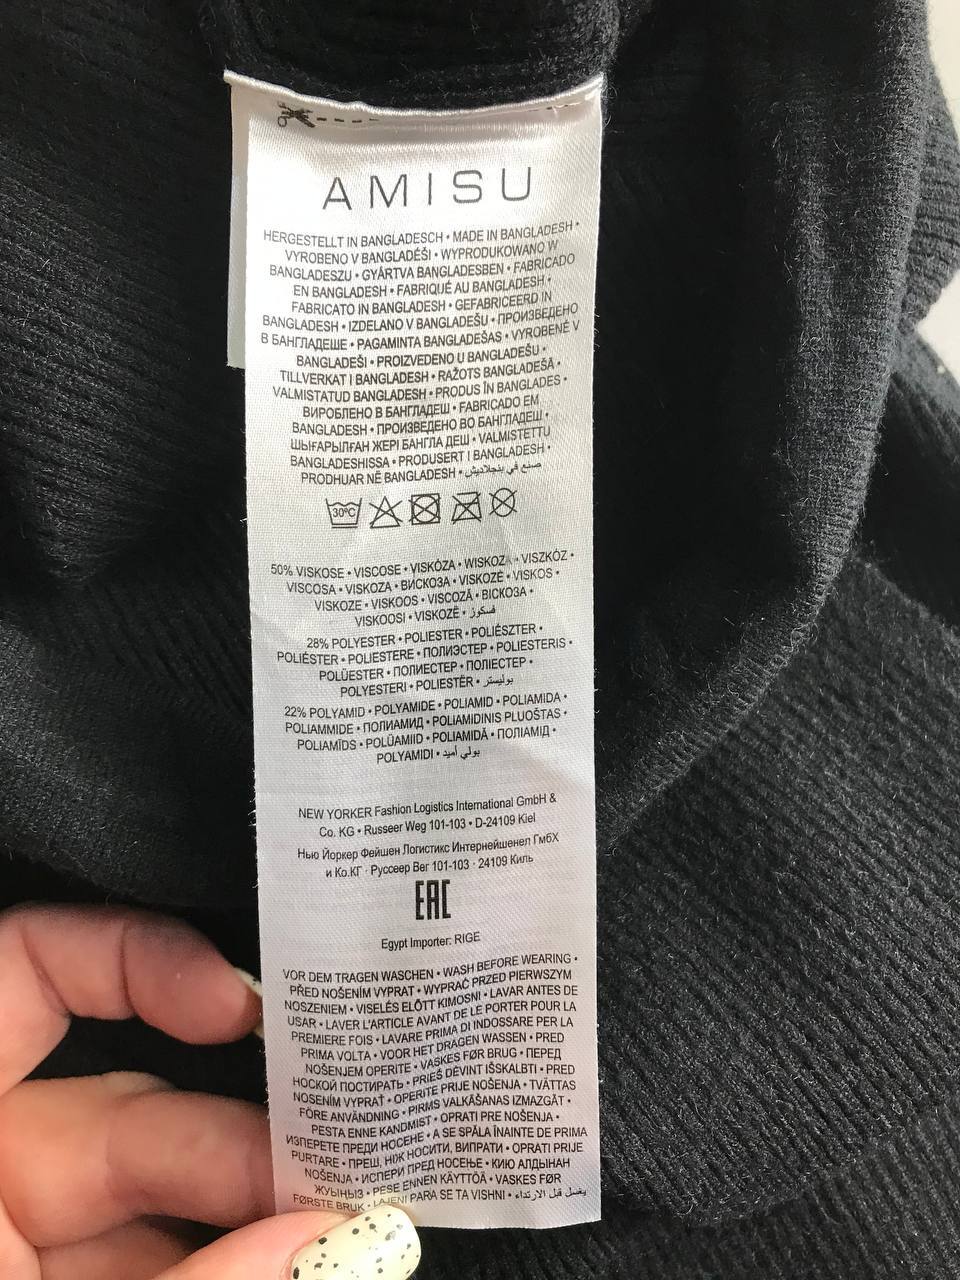 AMISU
HERGESTELLT IN BANGLADESCH • MADE IN BANGLADESH •
VYROBENO V BANGLADÉŠI • WYPRODUKOWANO W
BANGLADESZU • GYÁRTVA BANGLADESBEN • FABRICADO
EN BANGLADESH • FABRIQUÉ AU BANGLADESH •
FABRICATO IN BANGLADESH • GEFABRICEERD IN
BANGLADESH • IZDELANO V BANGLADEŠU • ПРОИЗВЕДЕНО
В БАНГЛАДЕШЕ • PAGAMINTA BANGLADEŠAS • VYROBENÉ V
BANGLADEŠI • PROIZVEDENO U BANGLADEŠU •
TILLVERKAT I BANGLADESH • RAŽOTS BANGLADEŠĀ •
VALMISTATUD BANGLADESH • PRODUS ÎN BANGLADES •
ВИРОБЛЕНО В БАНГЛАДЕШ • FABRICADO EM
BANGLADESH • ПРОИЗВЕДЕНО ВО БАНГЛАДЕШ •
ШЫҒАРЫЛҒАН ЖЕРІ БАНГЛА ДЕШ • VALMISTETTU
BANGLADESHISSA • PRODUSERT I BANGLADESH •
PRODHUAR NË BANGLADESH • صنع في بنجلاديش
30ºC
50% VISKOSE • VISCOSE • VISKÓZA • WISKOZA • VISZKÓZ •
VISCOSA • VISKOZA • ВИСКОЗА • VISKOZĖ • VISKOS •
VISKOZE • VISKOOS • VISCOZĂ • ВІСКОЗА •
VISKOOSI • VISKOZË • فسكوز
28% POLYESTER • POLIESTER • POLIÉSZTER •
POLIÉSTER • POLIESTERE • ПОЛИЭСТЕР • POLIESTERIS •
POLÜESTER • ПОЛИЕСТЕР • ПОЛІЕСТЕР •
POLYESTERI • POLIESTËR • بوليستر
22% POLYAMID • POLYAMIDE • POLIAMID • POLIAMIDA •
POLIAMMIDE • ПОЛИАМИД • POLIAMIDINIS PLUOŠTAS •
POLIAMĪDS • POLÜAMIID • POLIAMIDĂ • ПОЛІАМІД •
POLYAMIDI • بولي أميد
NEW YORKER Fashion Logistics International GmbH &
Co. KG • Russeer Weg 101-103 • D-24109 Kiel
Нью Йоркер Фейшен Логистикс Интернейшенел ГмбХ
и Ко.КГ · Руссеер Вег 101-103 · 24109 Киль
EAC
Egypt Importer: RIGE
VOR DEM TRAGEN WASCHEN • WASH BEFORE WEARING •
PŘED NOŠENÍM VYPRAT • WYPRAĆ PRZED PIERWSZYM
NOSZENIEM • VISELÉS ELŐTT KIMOSNI • LAVAR ANTES DE
USAR • LAVER L'ARTICLE AVANT DE LE PORTER POUR LA
PREMIERE FOIS • LAVARE PRIMA DI INDOSSARE PER LA
PRIMA VOLTA • VOOR HET DRAGEN WASSEN • PRED
NOŠENJEM OPERITE • VASKES FØR BRUG • ПЕРЕД
НОСКОЙ ПОСТИРАТЬ • PRIEŠ DĖVINT IŠSKALBTI • PRED
NOSENÍM VYPRAŤ • OPERITE PRIJE NOŠENJA • TVÄTTAS
FÖRE ANVÄNDNING • PIRMS VALKĀŠANAS IZMAZGĀT •
PESTA ENNE KANDMIST • OPRATI PRE NOŠENJA •
ИЗПЕРЕТЕ ПРЕДИ НОСЕНЕ • A SE SPĂLA ÎNAINTE DE PRIMA
PURTARE • ПРЕШ, НІЖ НОСИТИ, ВИПРАТИ • OPRATI PRIJE
NOŠENJA • ИСПЕРИ ПРЕД НОСЕЊЕ • КИЮ АЛДЫНАН
ЖУЫҢЫЗ • PESE ENNEN KÄYTTÖÄ • VASKES FØR
FØRSTE BRUK • LAJENI PARA SE TA VISHNI • يغسل قبل الارتداء